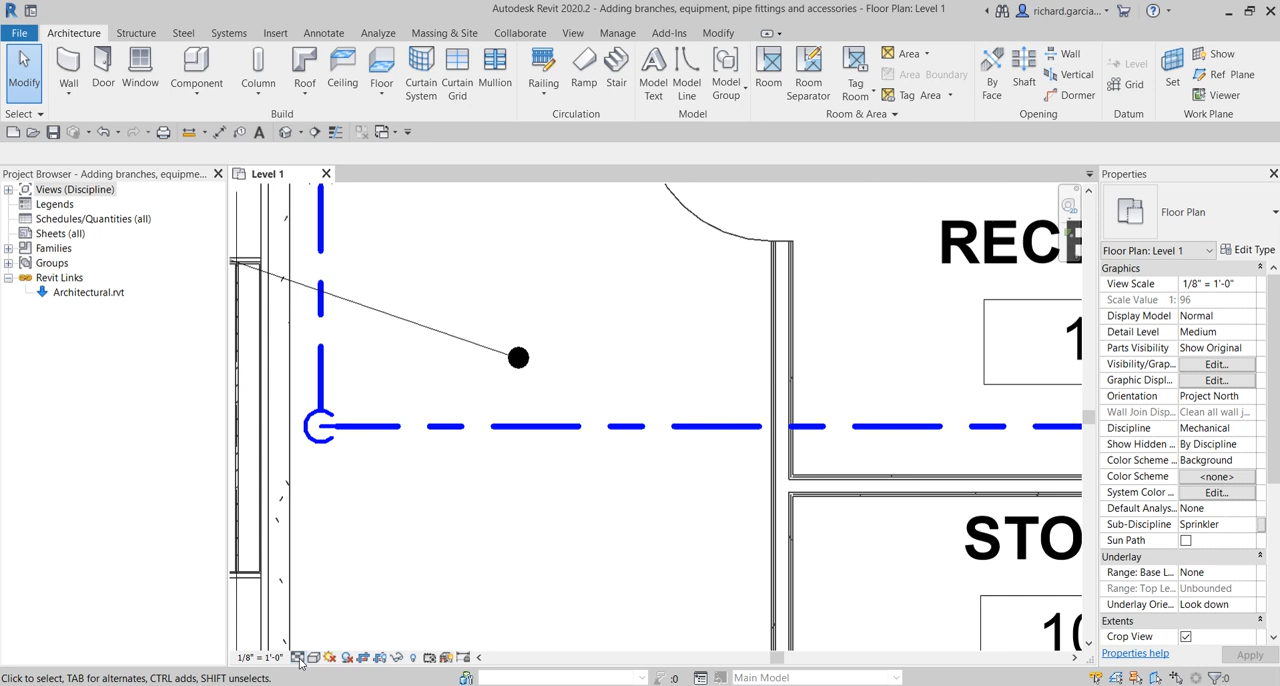 Autodesk Revit 2020.2 - Adding branches, equipment, pipe fittings and accessories - Floor Plan: Level 1
richard.garcia...
File Architecture Structure Steel Systems Insert Annotate Analyze Massing & Site Collaborate View Manage Add-Ins Modify
Modify Wall Door Window Component Column Roof Ceiling Floor Curtain System Curtain Grid Mullion Railing Ramp Stair Model Text Model Line Model Group Room Room Separator Tag Room Area Area Boundary Tag Area By Face Shaft Wall Vertical Dormer Level Grid Set Show Ref Plane Viewer
Select Build Circulation Model Room & Area Opening Datum Work Plane
Project Browser - Adding branches, equipme...
Views (Discipline)
Legends
Schedules/Quantities (all)
Sheets (all)
Families
Groups
Revit Links
Architectural.rvt
Level 1
RECE
1
STO
10
Properties
Floor Plan
Floor Plan: Level 1 Edit Type
Graphics
View Scale 1/8" = 1'-0"
Scale Value 1: 96
Display Model Normal
Detail Level Medium
Parts Visibility Show Original
Visibility/Grap... Edit...
Graphic Displ... Edit...
Orientation Project North
Wall Join Disp... Clean all wall j...
Discipline Mechanical
Show Hidden ... By Discipline
Color Scheme ... Background
Color Scheme <none>
System Color ... Edit...
Default Analys... None
Sub-Discipline Sprinkler
Sun Path
Underlay
Range: Base L... None
Range: Top Le... Unbounded
Underlay Orie... Look down
Extents
Crop View
Properties help Apply
1/8" = 1'-0"
Click to select, TAB for alternates, CTRL adds, SHIFT unselects.
:0
Main Model
:0